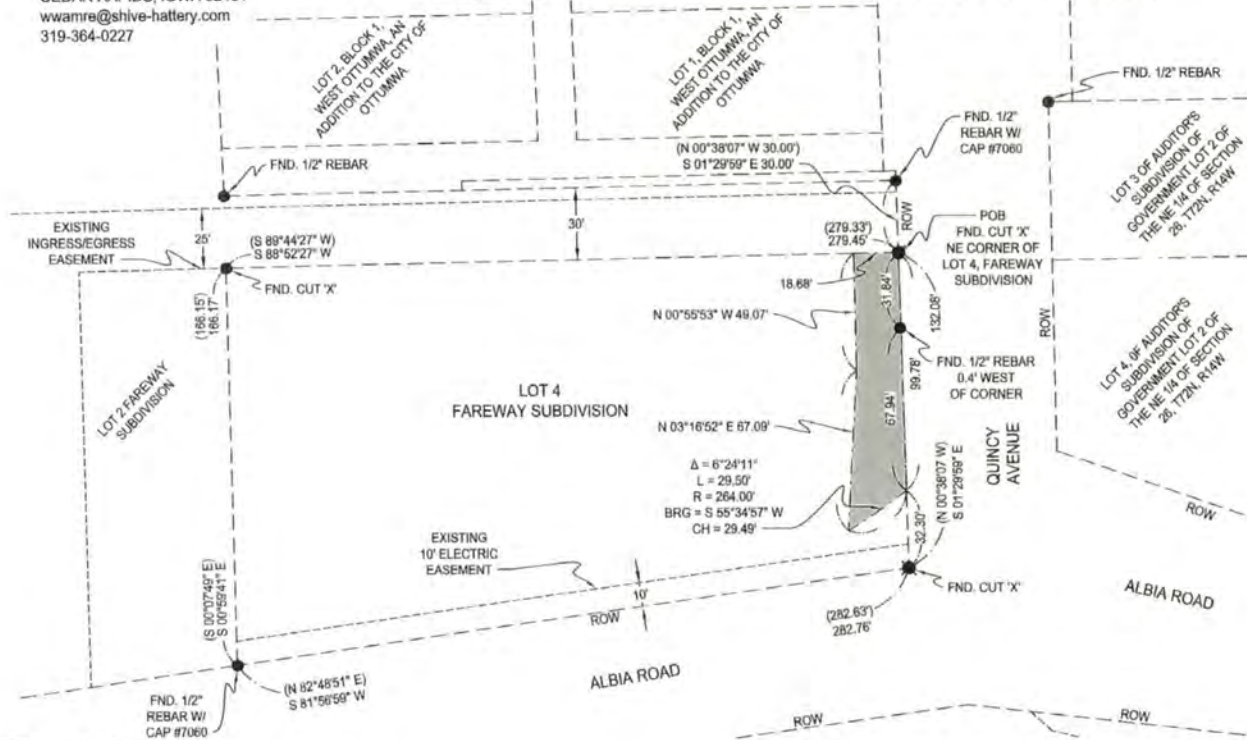 wwamre@shive-hattery.com
319-364-0227
LOT 2, BLOCK 1,
WEST OTTUMWA, AN
ADDITION TO THE CITY OF
OTTUMWA
LOT 1, BLOCK 1,
WEST OTTUMWA, AN
ADDITION TO THE CITY OF
OTTUMWA
FND. 1/2" REBAR
FND. 1/2"
REBAR W/
CAP #7060
(N 00°38'07" W 30.00')
S 01°29'59" E 30.00'
FND. 1/2" REBAR
LOT 3 OF AUDITOR'S
SUBDIVISION OF
GOVERNMENT LOT 2 OF
THE NE 1/4 OF SECTION
26, T72N, R14W
ROW
EXISTING
INGRESS/EGRESS
EASEMENT
25'
(S 89°44'27" W)
S 88°52'27" W
30'
(279.33')
279.45'
POB
FND. CUT 'X'
NE CORNER OF
LOT 4, FAREWAY
SUBDIVISION
FND. CUT 'X'
18.68'
31.84'
132.08'
(166.15')
166.17'
N 00°55'53" W 49.07'
ROW
FND. 1/2" REBAR
0.4' WEST
OF CORNER
99.78'
LOT 4, OF AUDITOR'S
SUBDIVISION OF
GOVERNMENT LOT 2 OF
THE NE 1/4 OF SECTION
26, T72N, R14W
LOT 2 FAREWAY
SUBDIVISION
LOT 4
FAREWAY SUBDIVISION
67.94'
N 03°16'52" E 67.09'
QUINCY
AVENUE
Δ = 6°24'11"
L = 29.50'
R = 264.00'
BRG = S 55°34'57" W
CH = 29.49'
(N 00°38'07" W)
S 01°29'59" E
ROW
32.30'
EXISTING
10' ELECTRIC
EASEMENT
FND. CUT 'X'
(S 00°07'49" E)
S 00°59'41" E
10'
ROW
ALBIA ROAD
(282.63')
282.76'
ALBIA ROAD
(N 82°48'51" E)
S 81°56'59" W
FND. 1/2"
REBAR W/
CAP #7060
ROW
ROW